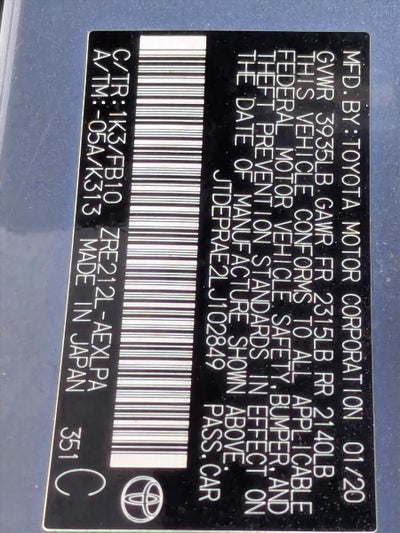 MFD. BY: TOYOTA MOTOR CORPORATION 01/20
GVWR 3935LB GAWR FR 2315LB RR 2140LB
THIS VEHICLE CONFORMS TO ALL APPLICABLE
FEDERAL MOTOR VEHICLE SAFETY, BUMPER, AND
THEFT PREVENTION STANDARDS IN EFFECT ON
THE DATE OF MANUFACTURE SHOWN ABOVE.
JTDEPRAE2LJ102849 PASS. CAR
C/TR: 1K3/FB10 ZRE212L-AEXLPA
A/TM: -05A/K313 MADE IN JAPAN 351 C